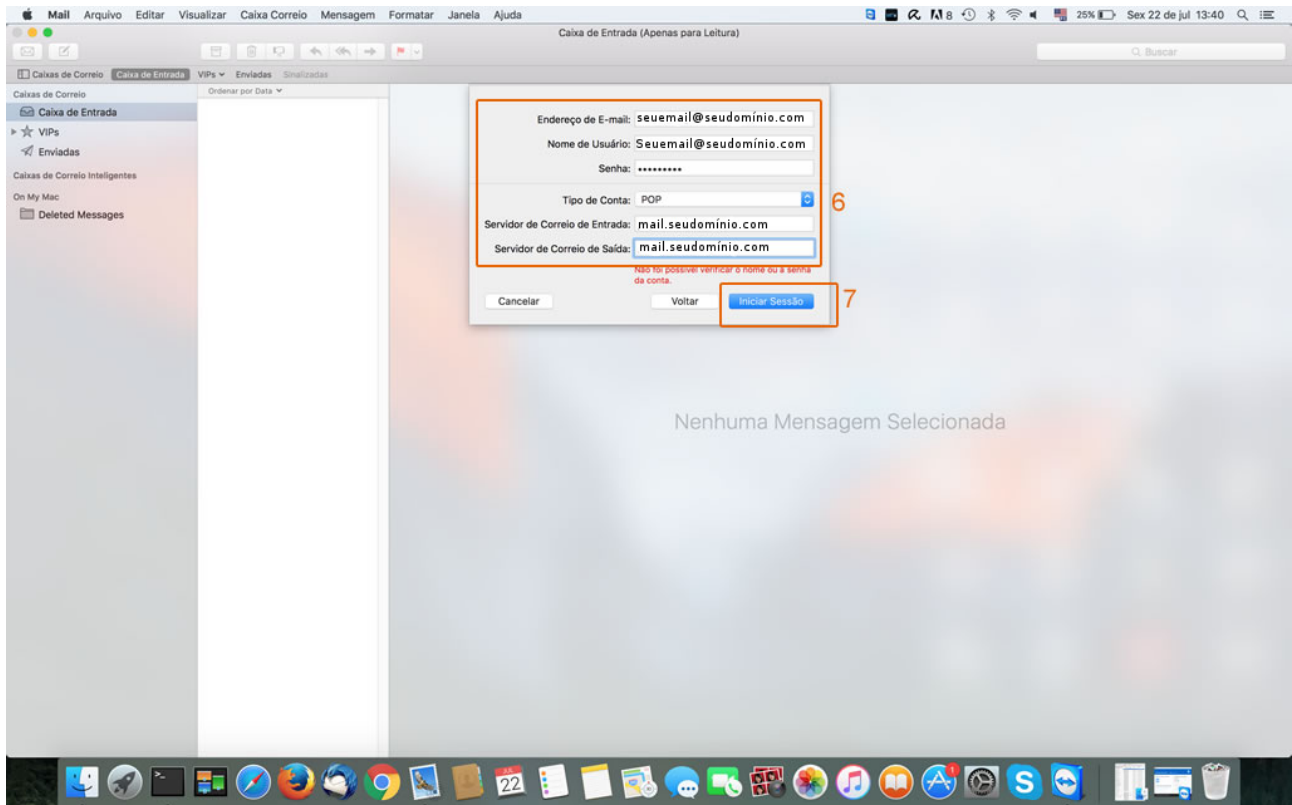 Mail Arquivo Editar Visualizar Caixa Correio Mensagem Formatar Janela Ajuda 8 25% Sex 22 de jul 13:40
Caixa de Entrada (Apenas para Leitura)
Buscar
Caixas de Correio Caixa de Entrada VIPs Enviadas Sinalizadas
Caixas de Correio
Caixa de Entrada
VIPs
Enviadas
Caixas de Correio Inteligentes
On My Mac
Deleted Messages
Ordenar por Data
Endereço de E-mail: seuemail@seudomínio.com
Nome de Usuário: Seuemail@seudomínio.com
Senha: •••••••••
Tipo de Conta: POP
6
Servidor de Correio de Entrada: mail.seudomínio.com
Servidor de Correio de Saída: mail.seudomínio.com
Não foi possível verificar o nome ou a senha
da conta.
Cancelar Voltar Iniciar Sessão
7
Nenhuma Mensagem Selecionada
22
1